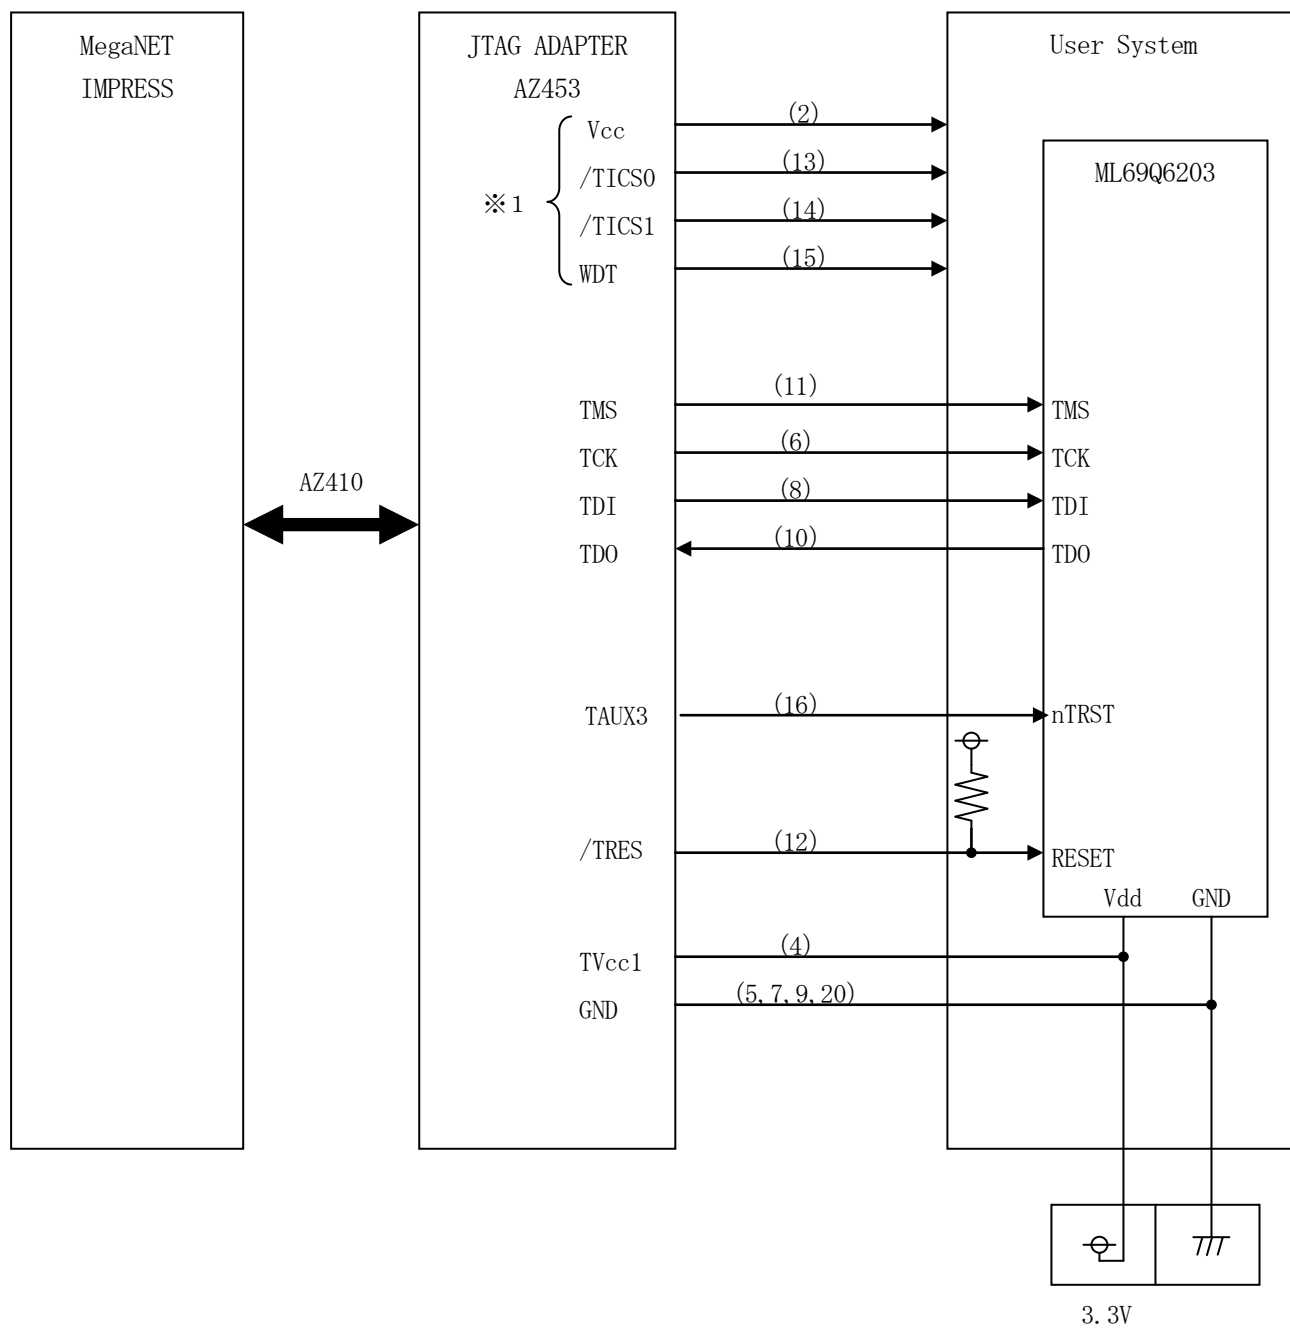 MegaNET
IMPRESS
JTAG ADAPTER
AZ453
User System
Vcc
(2)
/TICS0
(13)
ML69Q6203
※1
/TICS1
(14)
WDT
(15)
TMS
(11)
TMS
TCK
(6)
TCK
AZ410
TDI
(8)
TDI
TDO
(10)
TDO
TAUX3
(16)
nTRST
/TRES
(12)
RESET
Vdd
GND
TVcc1
(4)
GND
(5,7,9,20)
3.3V